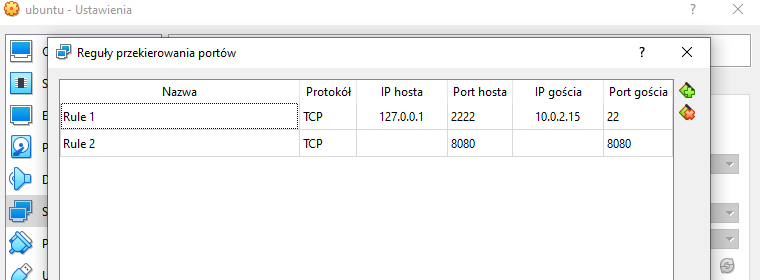 ubuntu - Ustawienia
Reguły przekierowania portów
Nazwa Protokół IP hosta Port hosta IP gościa Port gościa
Rule 1 TCP 127.0.0.1 2222 10.0.2.15 22
Rule 2 TCP 8080 8080